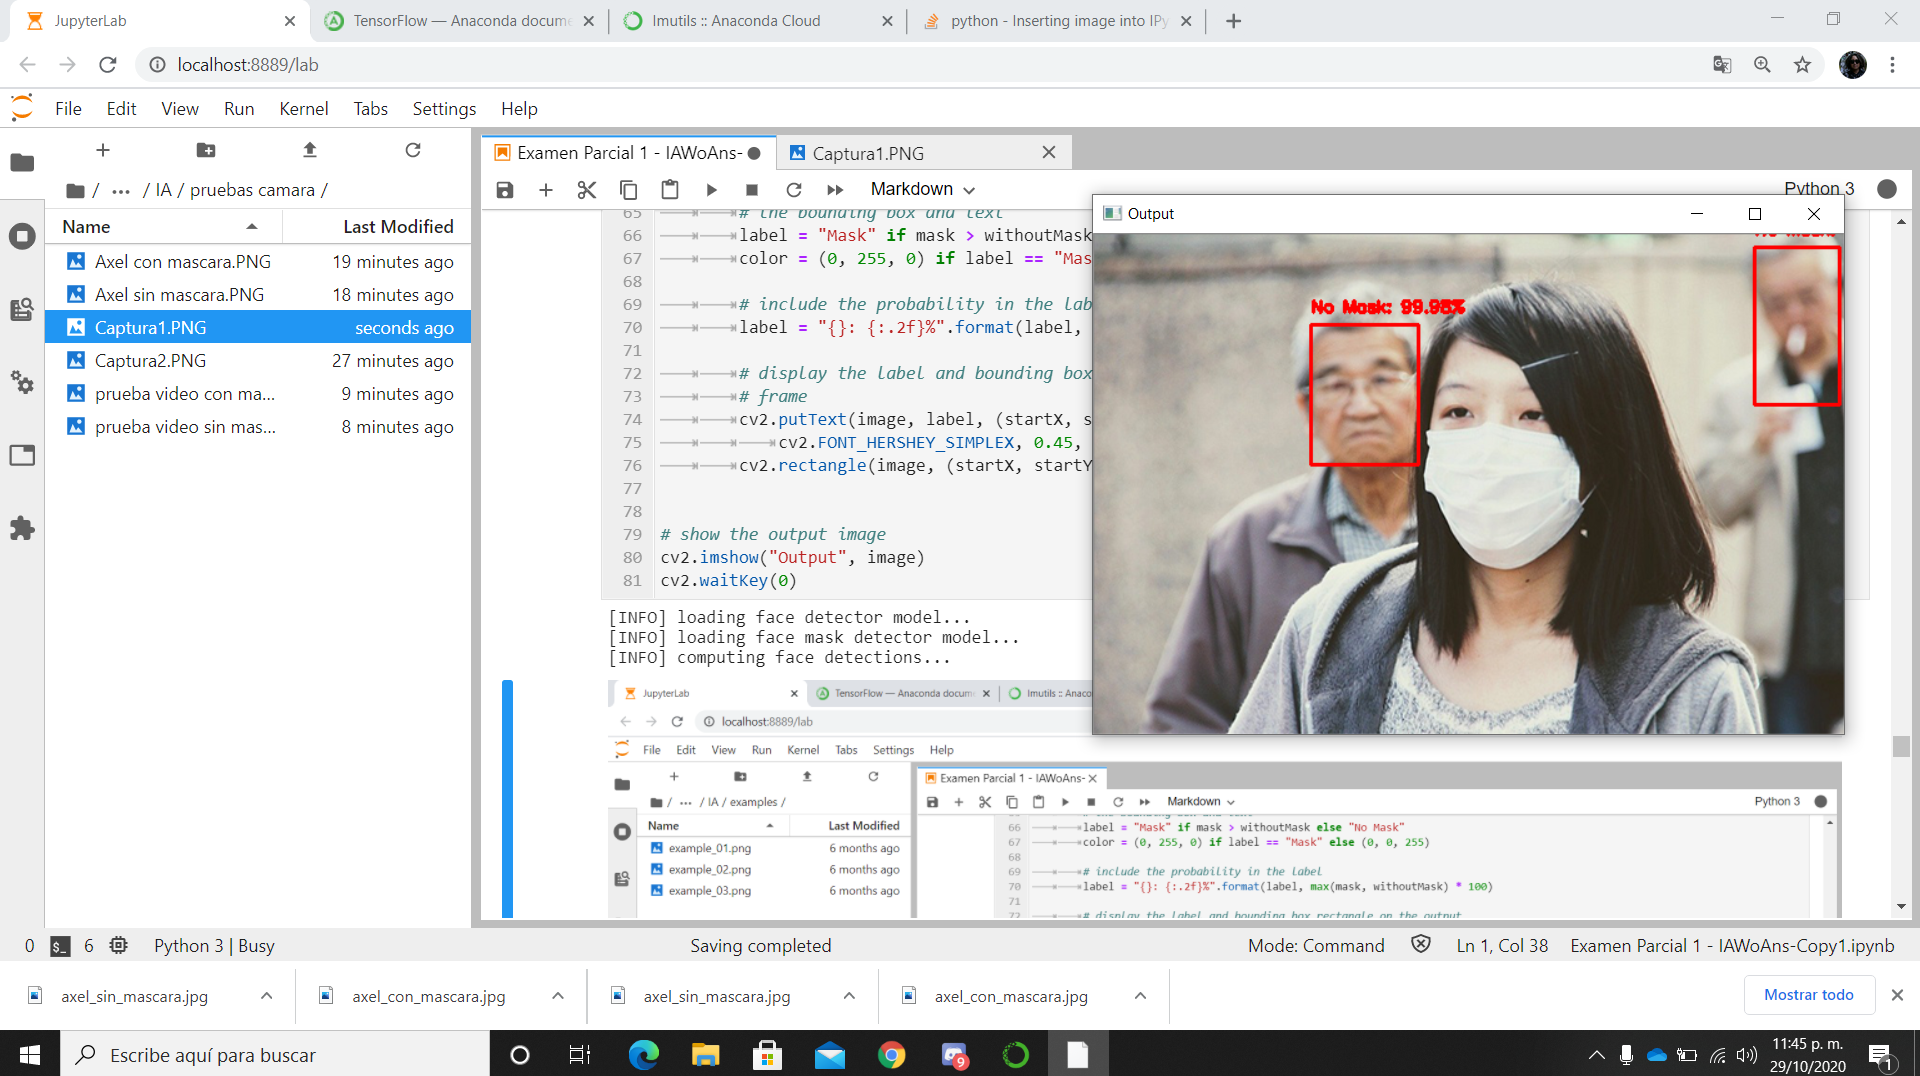 JupyterLab
TensorFlow — Anaconda docume
Imutils :: Anaconda Cloud
python - Inserting image into IPy
localhost:8889/lab
File Edit View Run Kernel Tabs Settings Help
/ ... / IA / pruebas camara /
Name Last Modified
Axel con mascara.PNG 19 minutes ago
Axel sin mascara.PNG 18 minutes ago
Captura1.PNG seconds ago
Captura2.PNG 27 minutes ago
prueba video con ma... 9 minutes ago
prueba video sin mas... 8 minutes ago
Examen Parcial 1 - IAWoAns-
Captura1.PNG
Markdown
Python 3
65 # the bounding box and text
66 label = "Mask" if mask > withoutMask
67 color = (0, 255, 0) if label == "Mas
68
69 # include the probability in the lab
70 label = "{}: {:.2f}%".format(label,
71
72 # display the label and bounding box
73 # frame
74 cv2.putText(image, label, (startX, s
75 cv2.FONT_HERSHEY_SIMPLEX, 0.45,
76 cv2.rectangle(image, (startX, startY
77
78
79 # show the output image
80 cv2.imshow("Output", image)
81 cv2.waitKey(0)
[INFO] loading face detector model...
[INFO] loading face mask detector model...
[INFO] computing face detections...
Output
No Mask:
JupyterLab
TensorFlow — Anaconda docum
Imutils :: Anaco
localhost:8889/lab
File Edit View Run Kernel Tabs Settings Help
/ ... / IA / examples /
Name Last Modified
example_01.png 6 months ago
example_02.png 6 months ago
example_03.png 6 months ago
Examen Parcial 1 - IAWoAns-
Markdown
Python 3
66 label = "Mask" if mask > withoutMask else "No Mask"
67 color = (0, 255, 0) if label == "Mask" else (0, 0, 255)
68
69 # include the probability in the label
70 label = "{}: {:.2f}%".format(label, max(mask, withoutMask) * 100)
71
72 # display the label and bounding box rectangle on the output
0 $_ 6 Python 3 | Busy
Saving completed
Mode: Command
Ln 1, Col 38
Examen Parcial 1 - IAWoAns-Copy1.ipynb
axel_sin_mascara.jpg
axel_con_mascara.jpg
axel_sin_mascara.jpg
axel_con_mascara.jpg
Mostrar todo
Escribe aquí para buscar
9
11:45 p. m.
29/10/2020
1